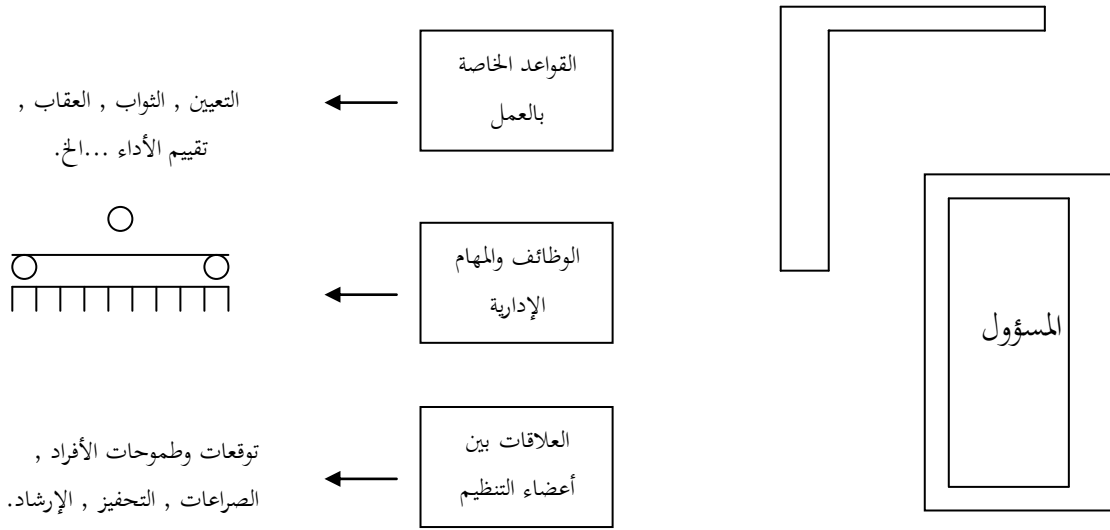 القواعد الخاصة
بالعمل
التعيين , الثواب , العقاب ,
تقييم الأداء ...الخ.
الوظائف والمهام
الإدارية
المسؤول
العلاقات بين
أعضاء التنظيم
توقعات وطموحات الأفراد ,
الصراعات , التحفيز , الإرشاد.